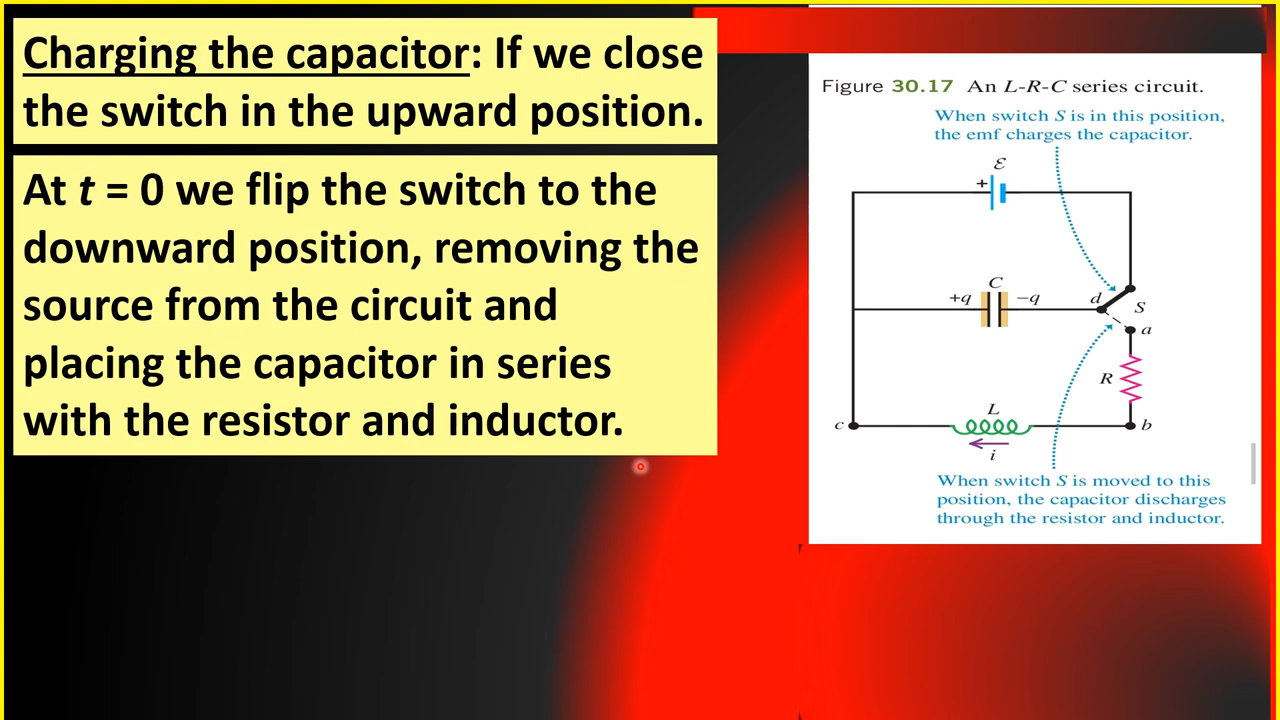 Charging the capacitor: If we close
the switch in the upward position.
At t = 0 we flip the switch to the
downward position, removing the
source from the circuit and
placing the capacitor in series
with the resistor and inductor.
Figure 30.17 An L-R-C series circuit.
When switch S is in this position,
the emf charges the capacitor.
ℰ
+
C
+q −q d S
a
R
L
c b
i
When switch S is moved to this
position, the capacitor discharges
through the resistor and inductor.